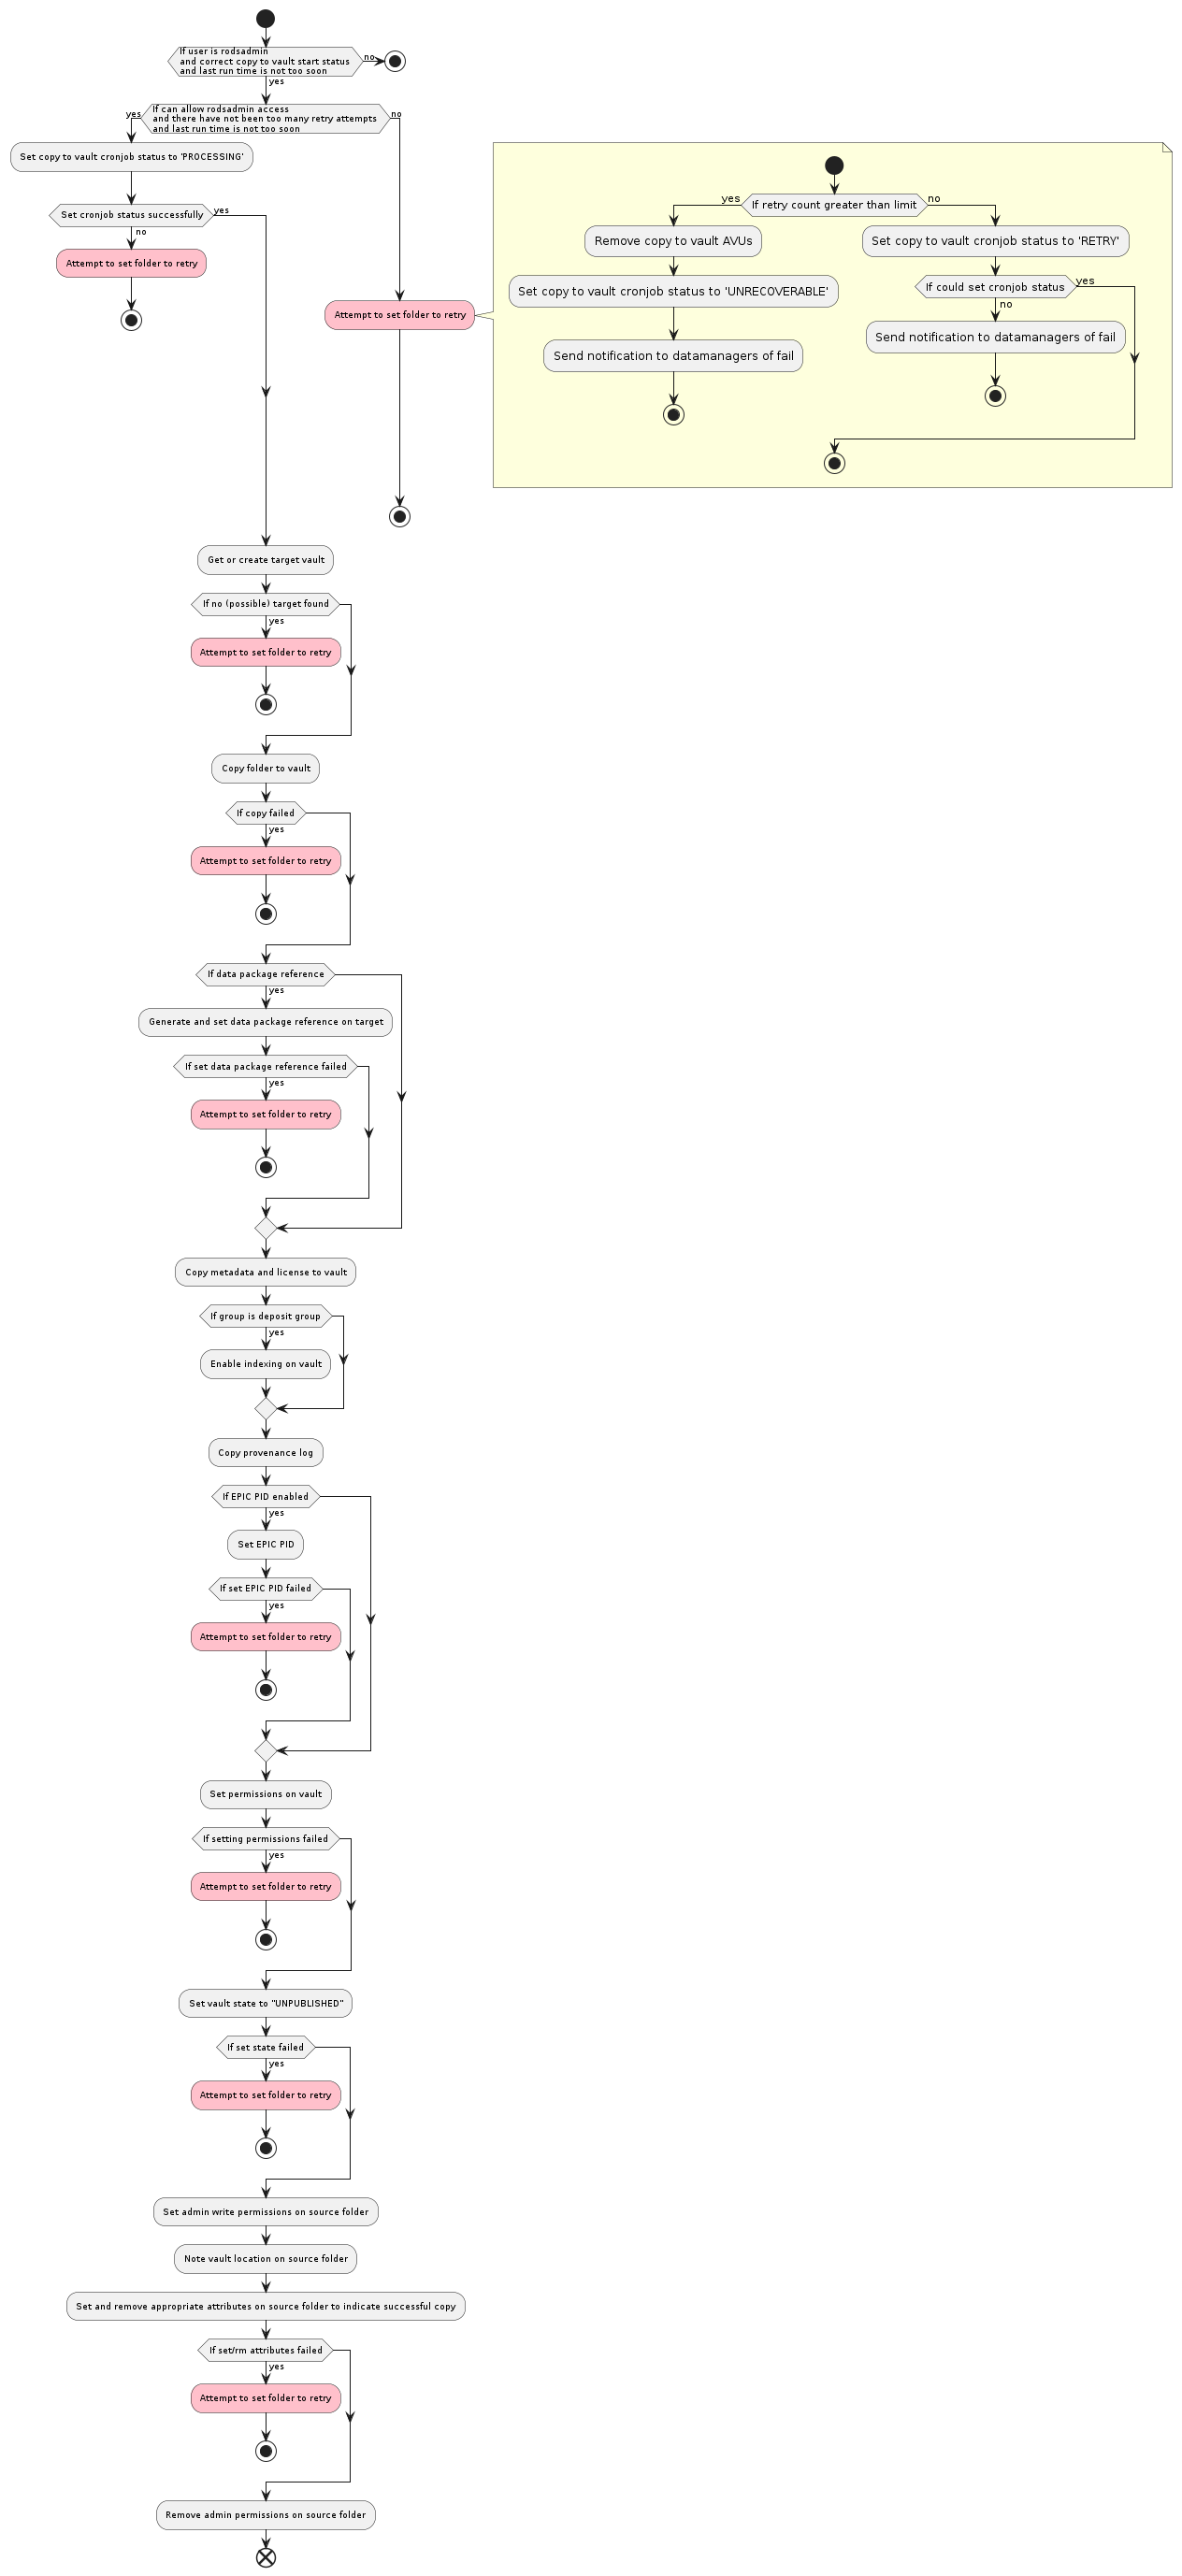 If user is rodsadmin
and correct copy to vault start status
and last run time is not too soon
no
yes
If can allow rodsadmin access
and there have not been too many retry attempts
and last run time is not too soon
yes
no
Set copy to vault cronjob status to 'PROCESSING'
Set cronjob status successfully
yes
no
Attempt to set folder to retry
Attempt to set folder to retry
If retry count greater than limit
yes
no
Remove copy to vault AVUs
Set copy to vault cronjob status to 'UNRECOVERABLE'
Send notification to datamanagers of fail
Set copy to vault cronjob status to 'RETRY'
If could set cronjob status
yes
no
Send notification to datamanagers of fail
Get or create target vault
If no (possible) target found
yes
Attempt to set folder to retry
Copy folder to vault
If copy failed
yes
Attempt to set folder to retry
If data package reference
yes
Generate and set data package reference on target
If set data package reference failed
yes
Attempt to set folder to retry
Copy metadata and license to vault
If group is deposit group
yes
Enable indexing on vault
Copy provenance log
If EPIC PID enabled
yes
Set EPIC PID
If set EPIC PID failed
yes
Attempt to set folder to retry
Set permissions on vault
If setting permissions failed
yes
Attempt to set folder to retry
Set vault state to "UNPUBLISHED"
If set state failed
yes
Attempt to set folder to retry
Set admin write permissions on source folder
Note vault location on source folder
Set and remove appropriate attributes on source folder to indicate successful copy
If set/rm attributes failed
yes
Attempt to set folder to retry
Remove admin permissions on source folder